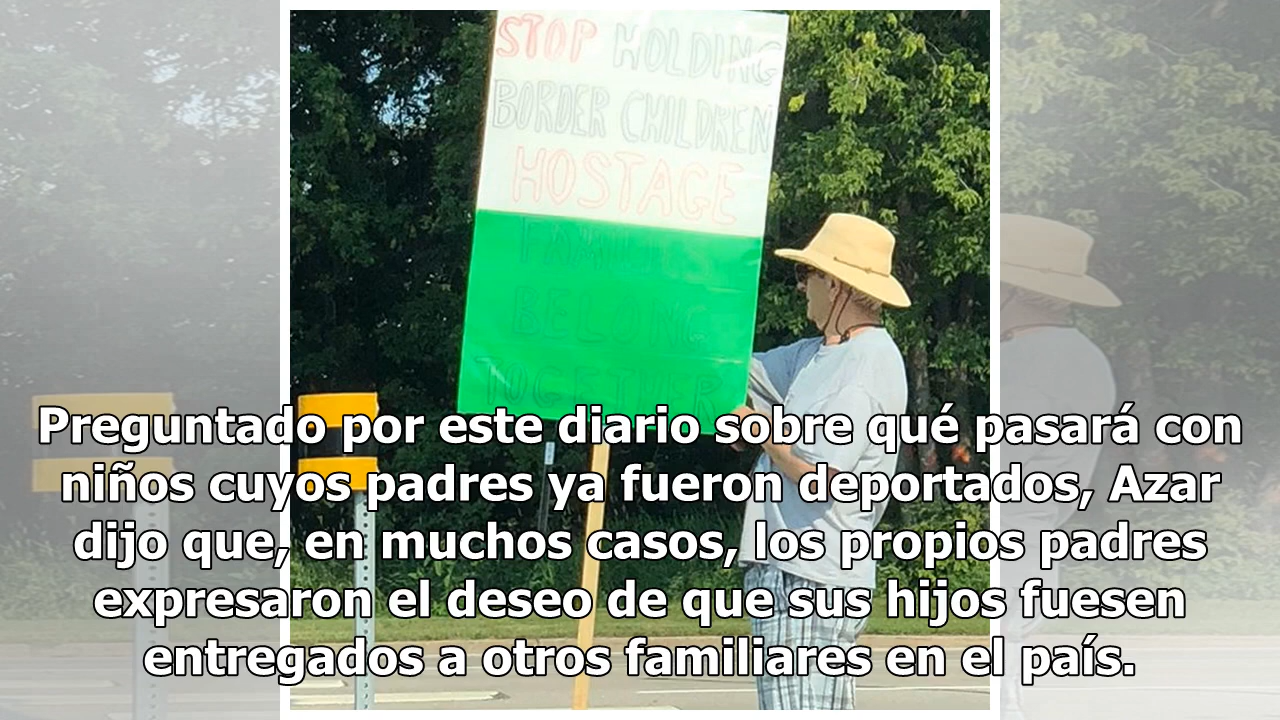 STOP HOLDING
BORDER CHILDREN
HOSTAGE
FAMILIES
BELONG
TOGETHER
Preguntado por este diario sobre qué pasará con
niños cuyos padres ya fueron deportados, Azar
dijo que, en muchos casos, los propios padres
expresaron el deseo de que sus hijos fuesen
entregados a otros familiares en el país.